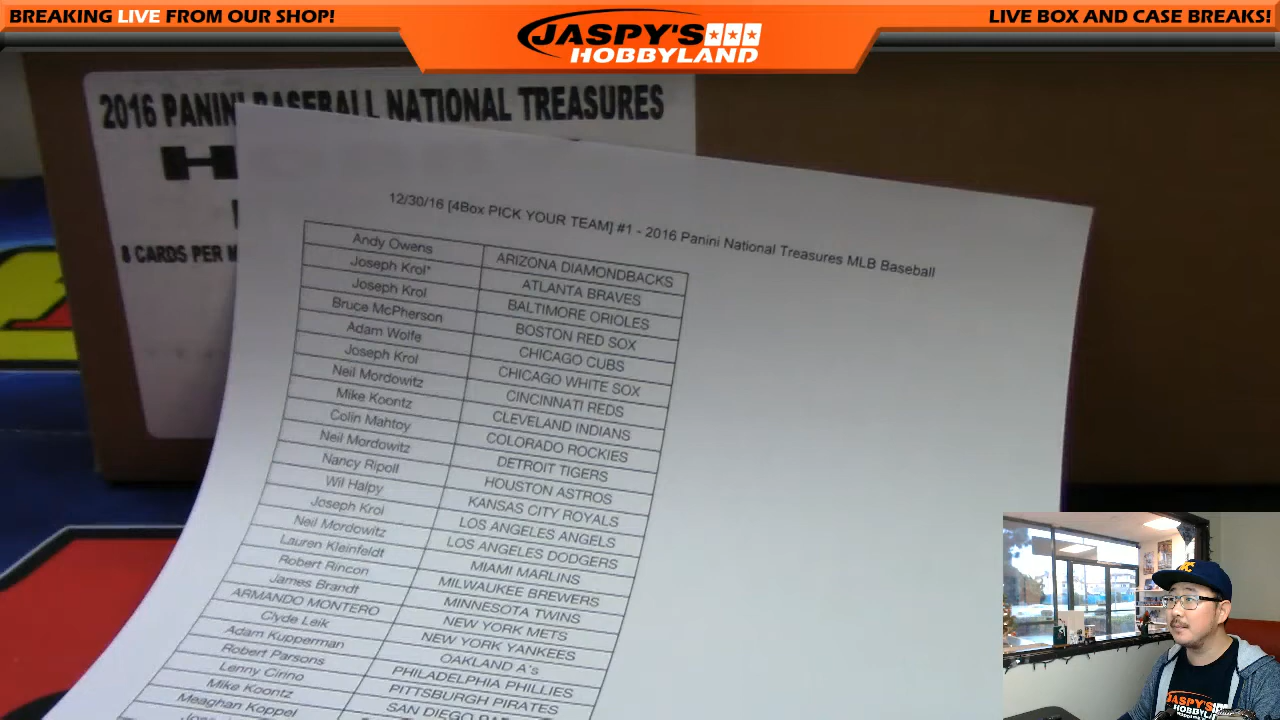 BREAKING LIVE FROM OUR SHOP!
JASPY'S
HOBBYLAND
LIVE BOX AND CASE BREAKS!
2016 PANINI BASEBALL NATIONAL TREASURES
8 CARDS PER
12/30/16 [4Box PICK YOUR TEAM] #1 - 2016 Panini National Treasures MLB Baseball
Andy Owens ARIZONA DIAMONDBACKS
Joseph Krol* ATLANTA BRAVES
Joseph Krol BALTIMORE ORIOLES
Bruce McPherson BOSTON RED SOX
Adam Wolfe CHICAGO CUBS
Joseph Krol CHICAGO WHITE SOX
Neil Mordowitz CINCINNATI REDS
Mike Koontz CLEVELAND INDIANS
Colin Mahtoy COLORADO ROCKIES
Neil Mordowitz DETROIT TIGERS
Nancy Ripoll HOUSTON ASTROS
Wil Halpy KANSAS CITY ROYALS
Joseph Krol LOS ANGELES ANGELS
Neil Mordowitz LOS ANGELES DODGERS
Lauren Kleinfeldt MIAMI MARLINS
Robert Rincon MILWAUKEE BREWERS
James Brandt MINNESOTA TWINS
ARMANDO MONTERO NEW YORK METS
Clyde Leik NEW YORK YANKEES
Adam Kupperman OAKLAND A's
Robert Parsons PHILADELPHIA PHILLIES
Lenny Cirino PITTSBURGH PIRATES
Mike Koontz SAN DIEGO
Meaghan Koppel
JASPY'S
HOBBYLAND